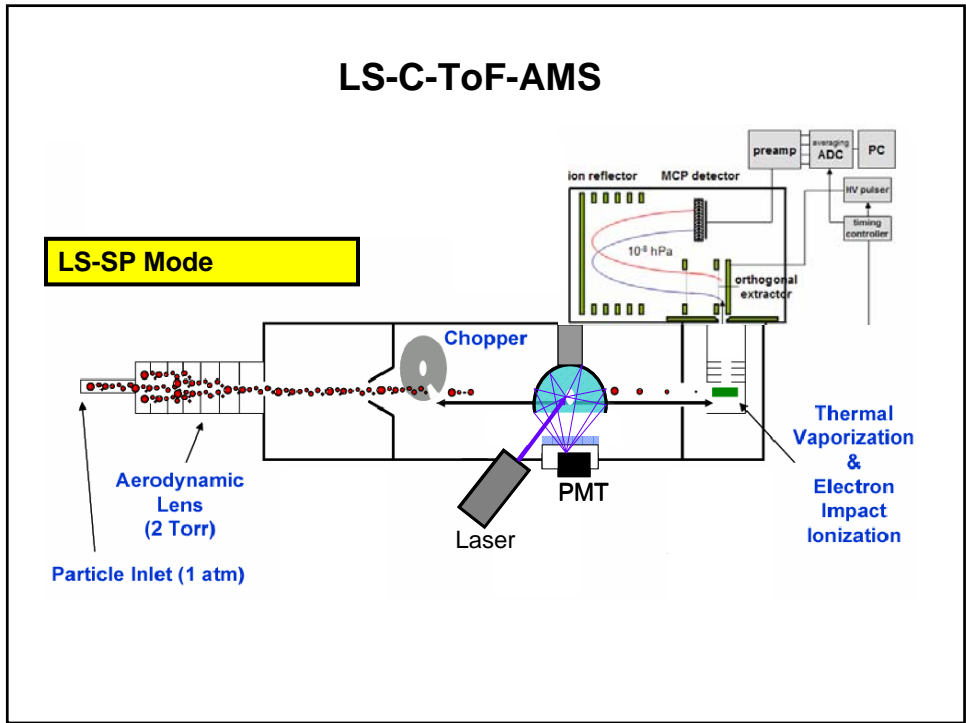 LS-C-ToF-AMS
preamp
averaging
ADC
PC
ion reflector
MCP detector
HV pulser
timing
controller
10⁻⁶ hPa
orthogonal
extractor
LS-SP Mode
Chopper
Thermal
Vaporization
&
Electron
Impact
Ionization
Aerodynamic
Lens
(2 Torr)
PMT
Laser
Particle Inlet (1 atm)